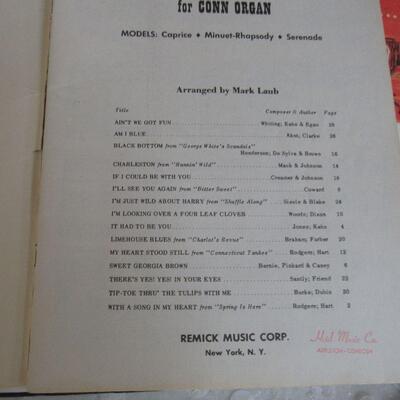 for CONN ORGAN
MODELS: Caprice • Minuet-Rhapsody • Serenade
Arranged by Mark Laub
Title Composer & Author Page
AIN'T WE GOT FUN Whiting; Kahn & Egan 28
AM I BLUE Akst, Clarke 26
BLACK BOTTOM from "George White's Scandals"
Henderson; De Sylva & Brown 16
CHARLESTON from "Runnin' Wild" Mack & Johnson 14
IF I COULD BE WITH YOU Creamer & Johnson 18
I'LL SEE YOU AGAIN from "Bitter Sweet" Coward 8
I'M JUST WILD ABOUT HARRY from "Shuffle Along" Sissle & Blake 24
I'M LOOKING OVER A FOUR LEAF CLOVER Woods; Dixon 10
IT HAD TO BE YOU Jones; Kahn 4
LIMEHOUSE BLUES from "Charlot's Revue" Braham; Furber 20
MY HEART STOOD STILL from "Connecticut Yankee" Rodgers; Hart 12
SWEET GEORGIA BROWN Bernie, Pinkard & Casey 6
THERE'S YES! YES! IN YOUR EYES Santly; Friend 22
TIP-TOE THRU THE TULIPS WITH ME Burke; Dubin 30
WITH A SONG IN MY HEART from "Spring Is Here" Rodgers; Hart 2
REMICK MUSIC CORP.
New York, N. Y.
Music Co.
APPLETON - OSHKOSH